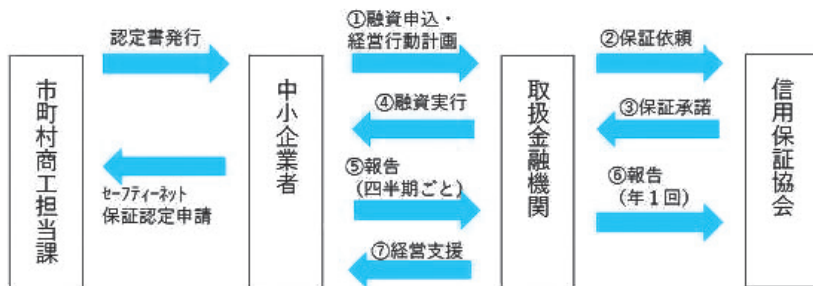 市町村商工担当課
認定書発行
ｾｰﾌﾃｨｰﾈｯﾄ
保証認定申請
中小企業者
①融資申込・
経営行動計画
④融資実行
⑤報告
(四半期ごと)
⑦経営支援
取扱金融機関
②保証依頼
③保証承諾
⑥報告
(年１回)
信用保証協会